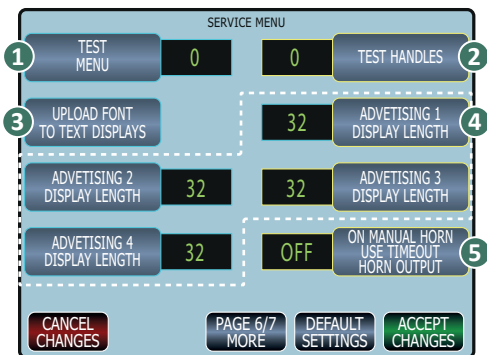 SERVICE MENU
1
TEST
MENU
0
0
TEST HANDLES
2
3
UPLOAD FONT
TO TEXT DISPLAYS
32
ADVETISING 1
DISPLAY LENGTH
4
ADVETISING 2
DISPLAY LENGTH
32
32
ADVETISING 3
DISPLAY LENGTH
ADVETISING 4
DISPLAY LENGTH
32
OFF
ON MANUAL HORN
USE TIMEOUT
HORN OUTPUT
5
CANCEL
CHANGES
PAGE 6/7
MORE
DEFAULT
SETTINGS
ACCEPT
CHANGES